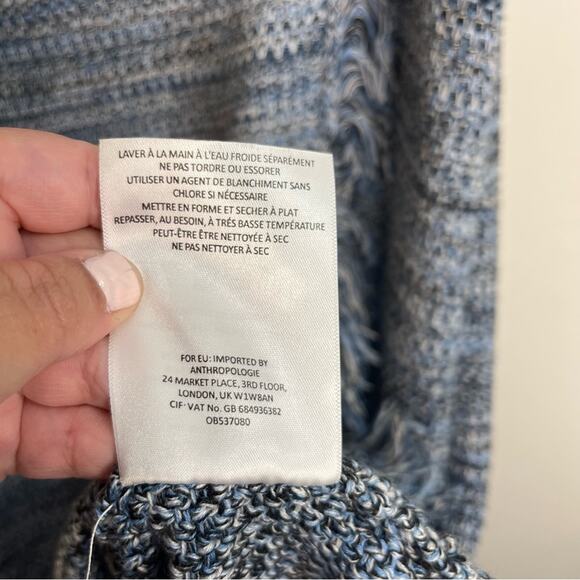 LAVER À LA MAIN À L'EAU FROIDE SÉPARÉMENT
NE PAS TORDRE OU ESSORER
UTILISER UN AGENT DE BLANCHIMENT SANS
CHLORE SI NÉCESSAIRE
METTRE EN FORME ET SECHER À PLAT
REPASSER, AU BESOIN, À TRÉS BASSE TEMPÉRATURE
PEUT-ÊTRE ÊTRE NETTOYÉE À SEC
NE PAS NETTOYER À SEC
FOR EU: IMPORTED BY
ANTHROPOLOGIE
24 MARKET PLACE, 3RD FLOOR,
LONDON, UK W1W8AN
CIF· VAT No. GB 684936382
OB537080